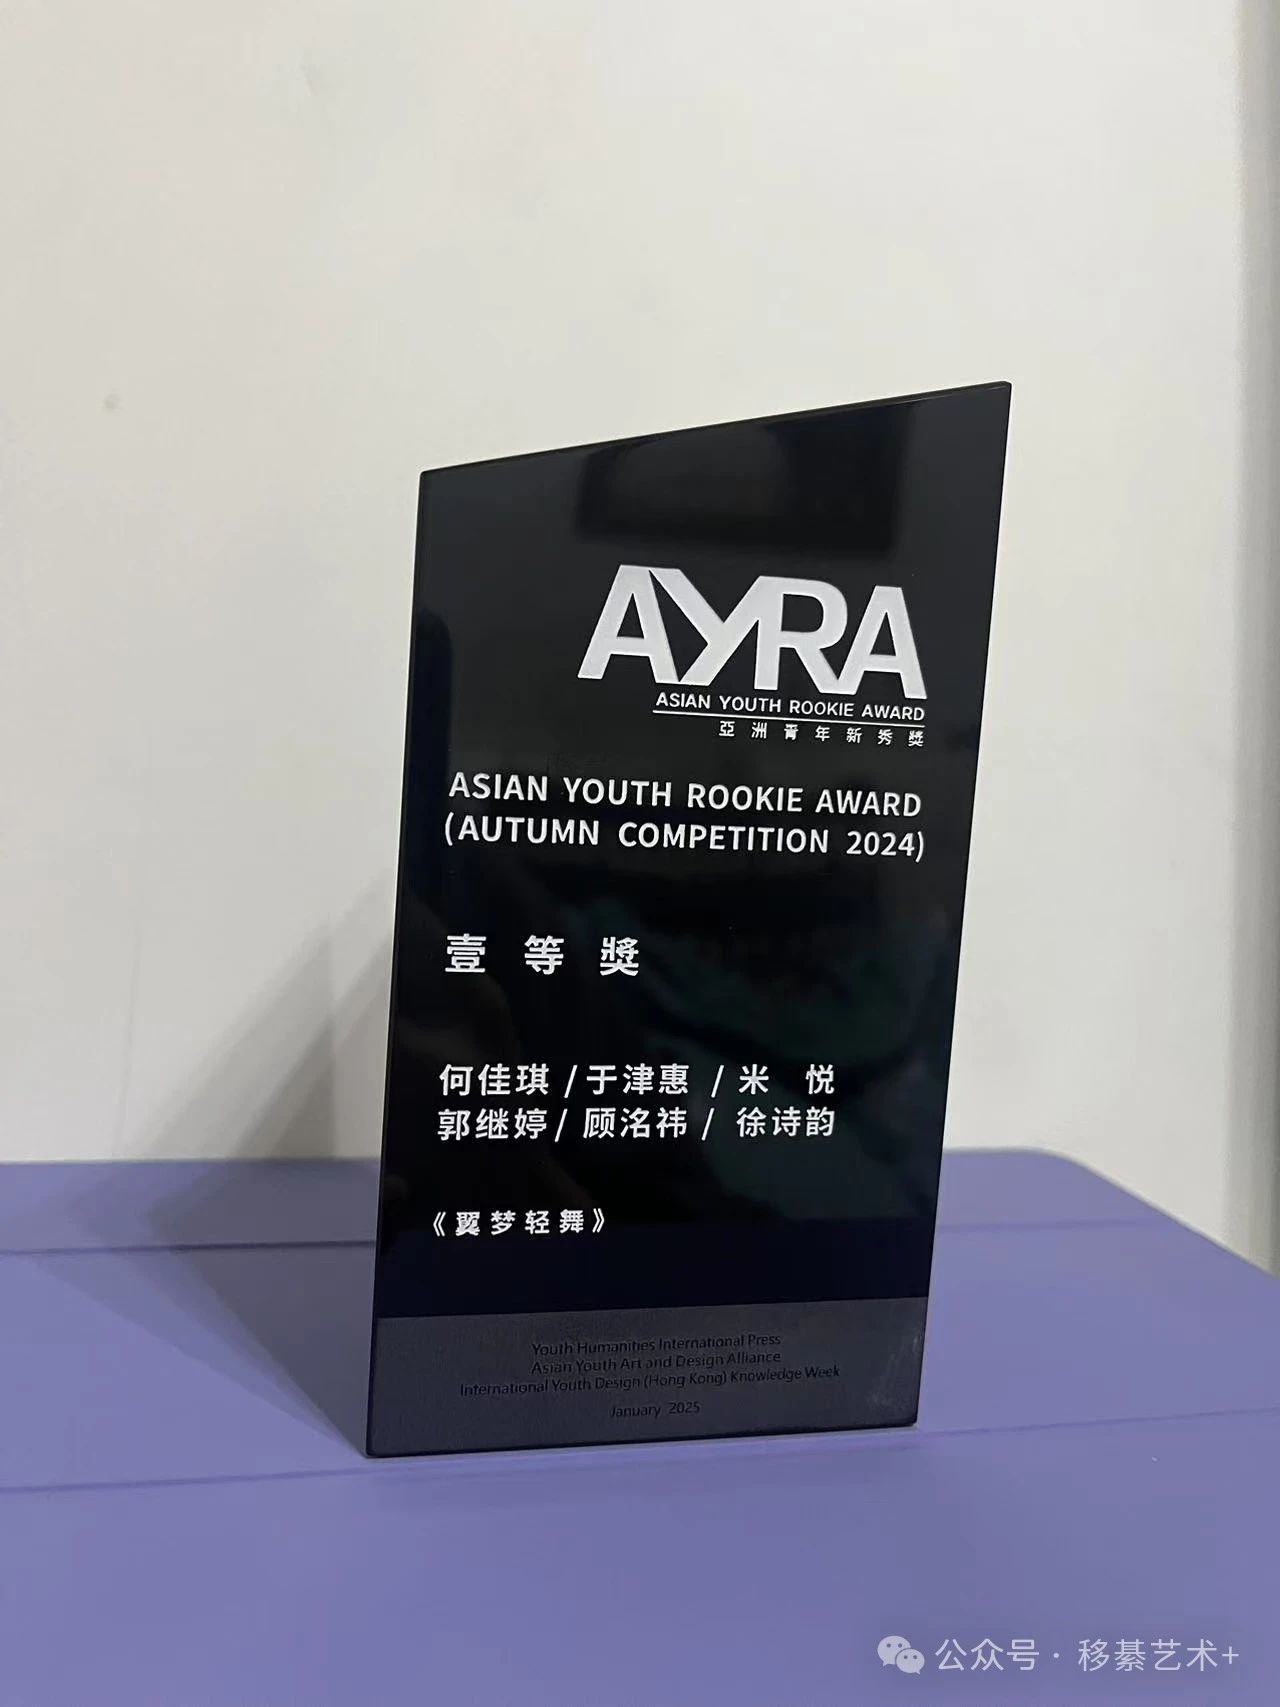 AYRA
ASIAN YOUTH ROOKIE AWARD
亞洲青年新秀獎
ASIAN YOUTH ROOKIE AWARD
(AUTUMN COMPETITION 2024)
壹等獎
何佳琪 / 于津惠 / 米 悦
郭继婷 / 顾洺祎 / 徐诗韵
《翼梦轻舞》
Youth Humanities International Press
Asian Youth Art and Design Alliance
International Youth Design (Hong Kong) Knowledge Week
January 2025
公众号 · 移綦艺术+